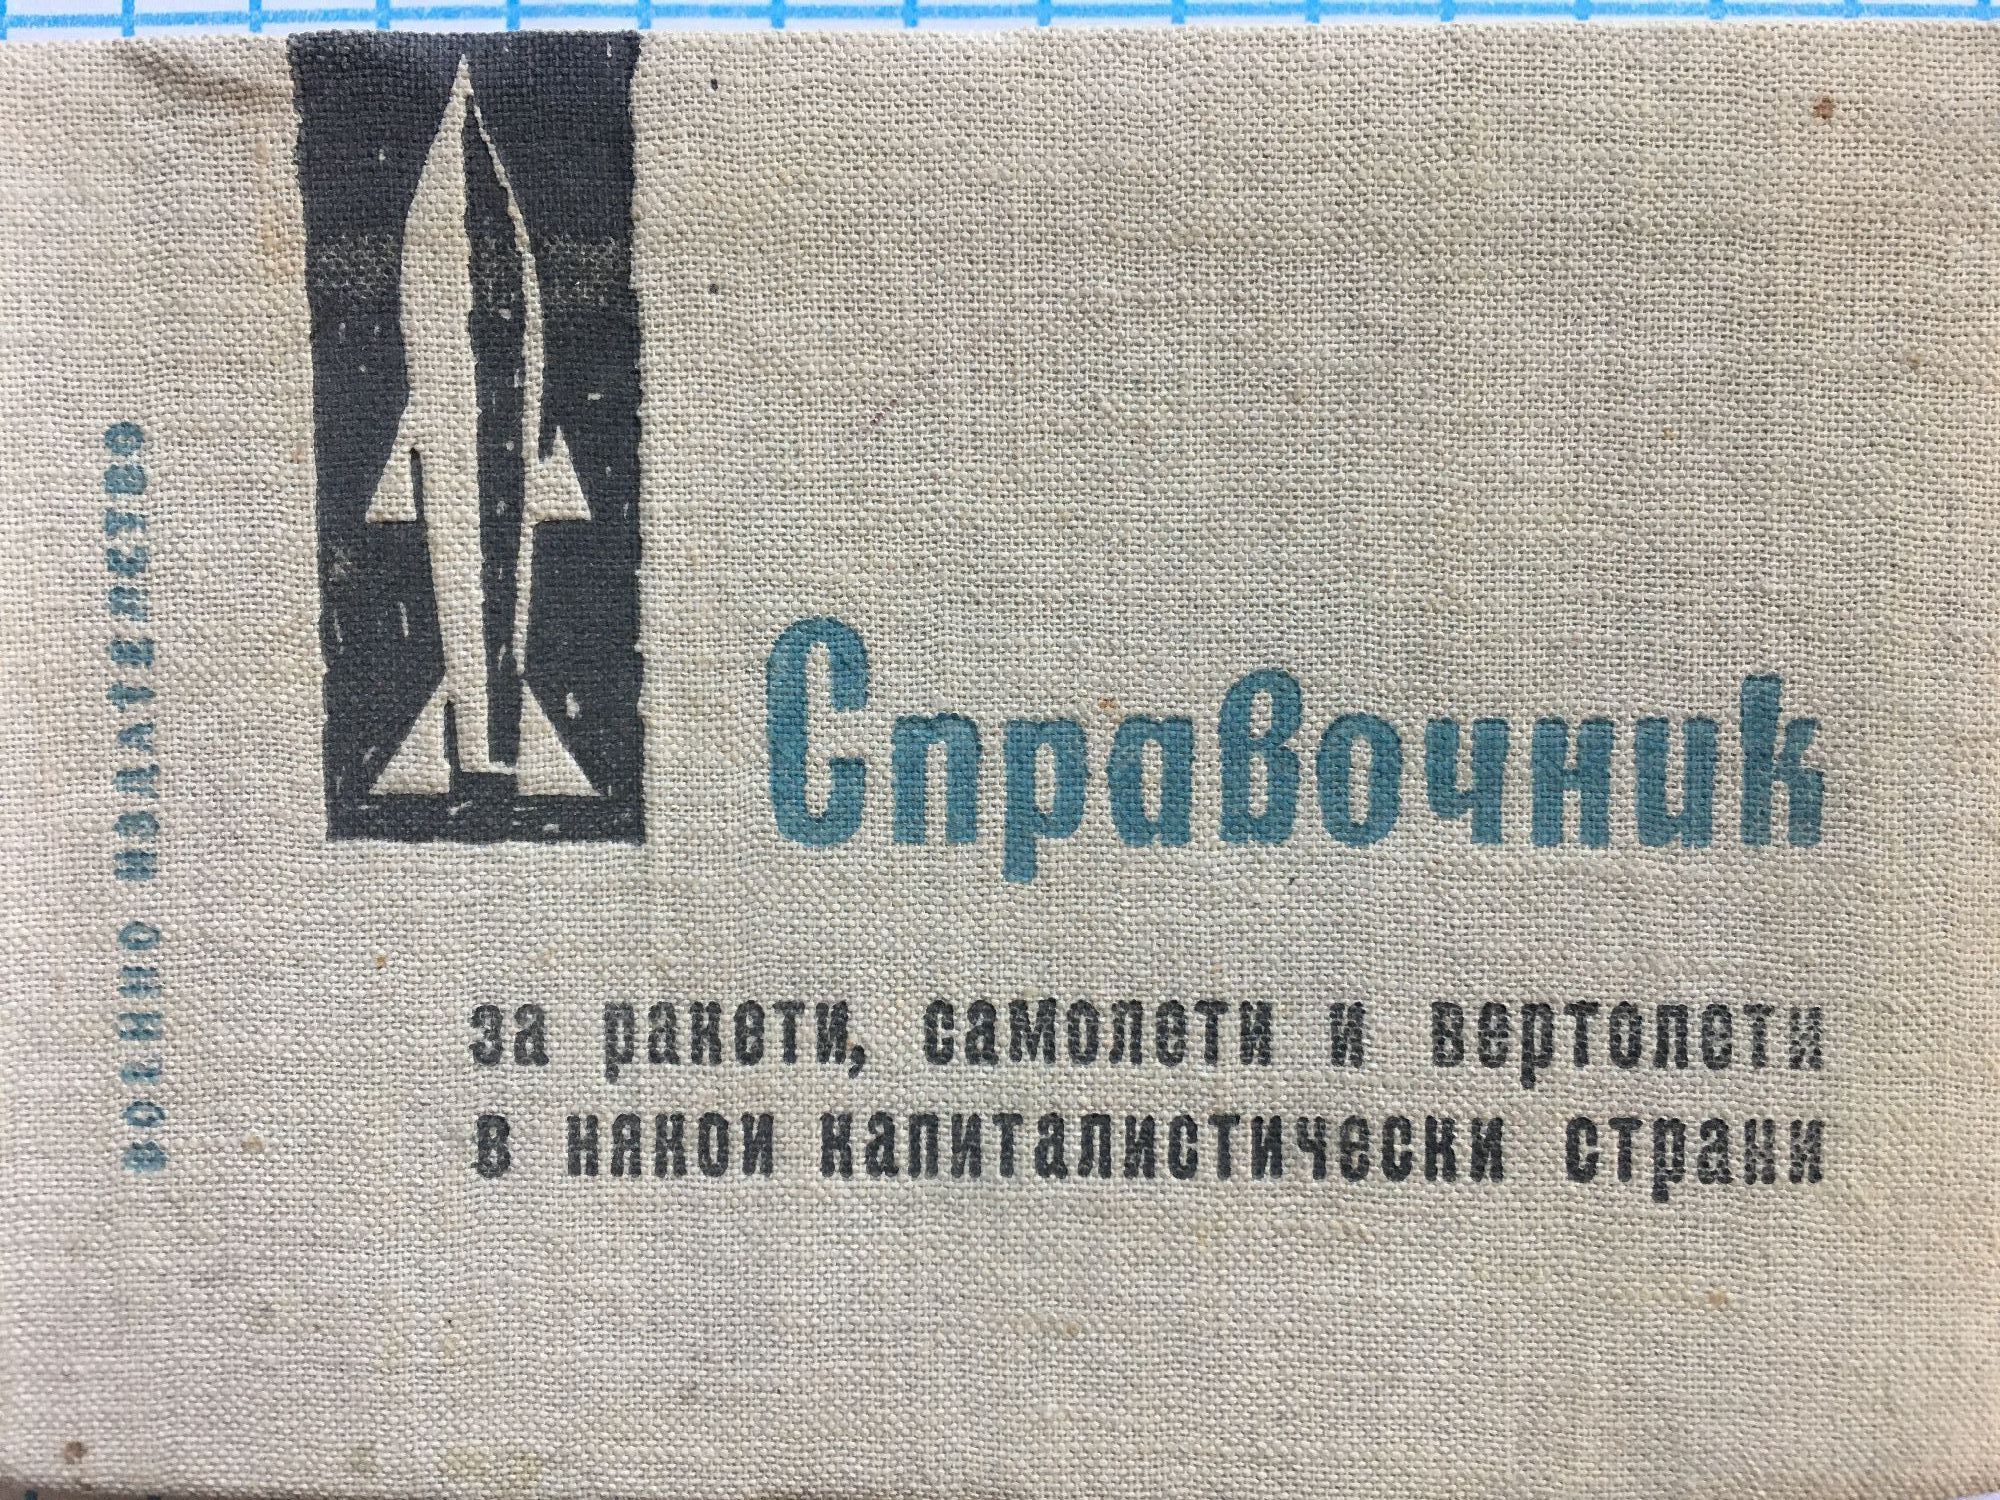 ВОЕННО ИЗДАТЕЛСТВО
Справочник
за ракети, самолети и вертолети
в някои капиталистически страни